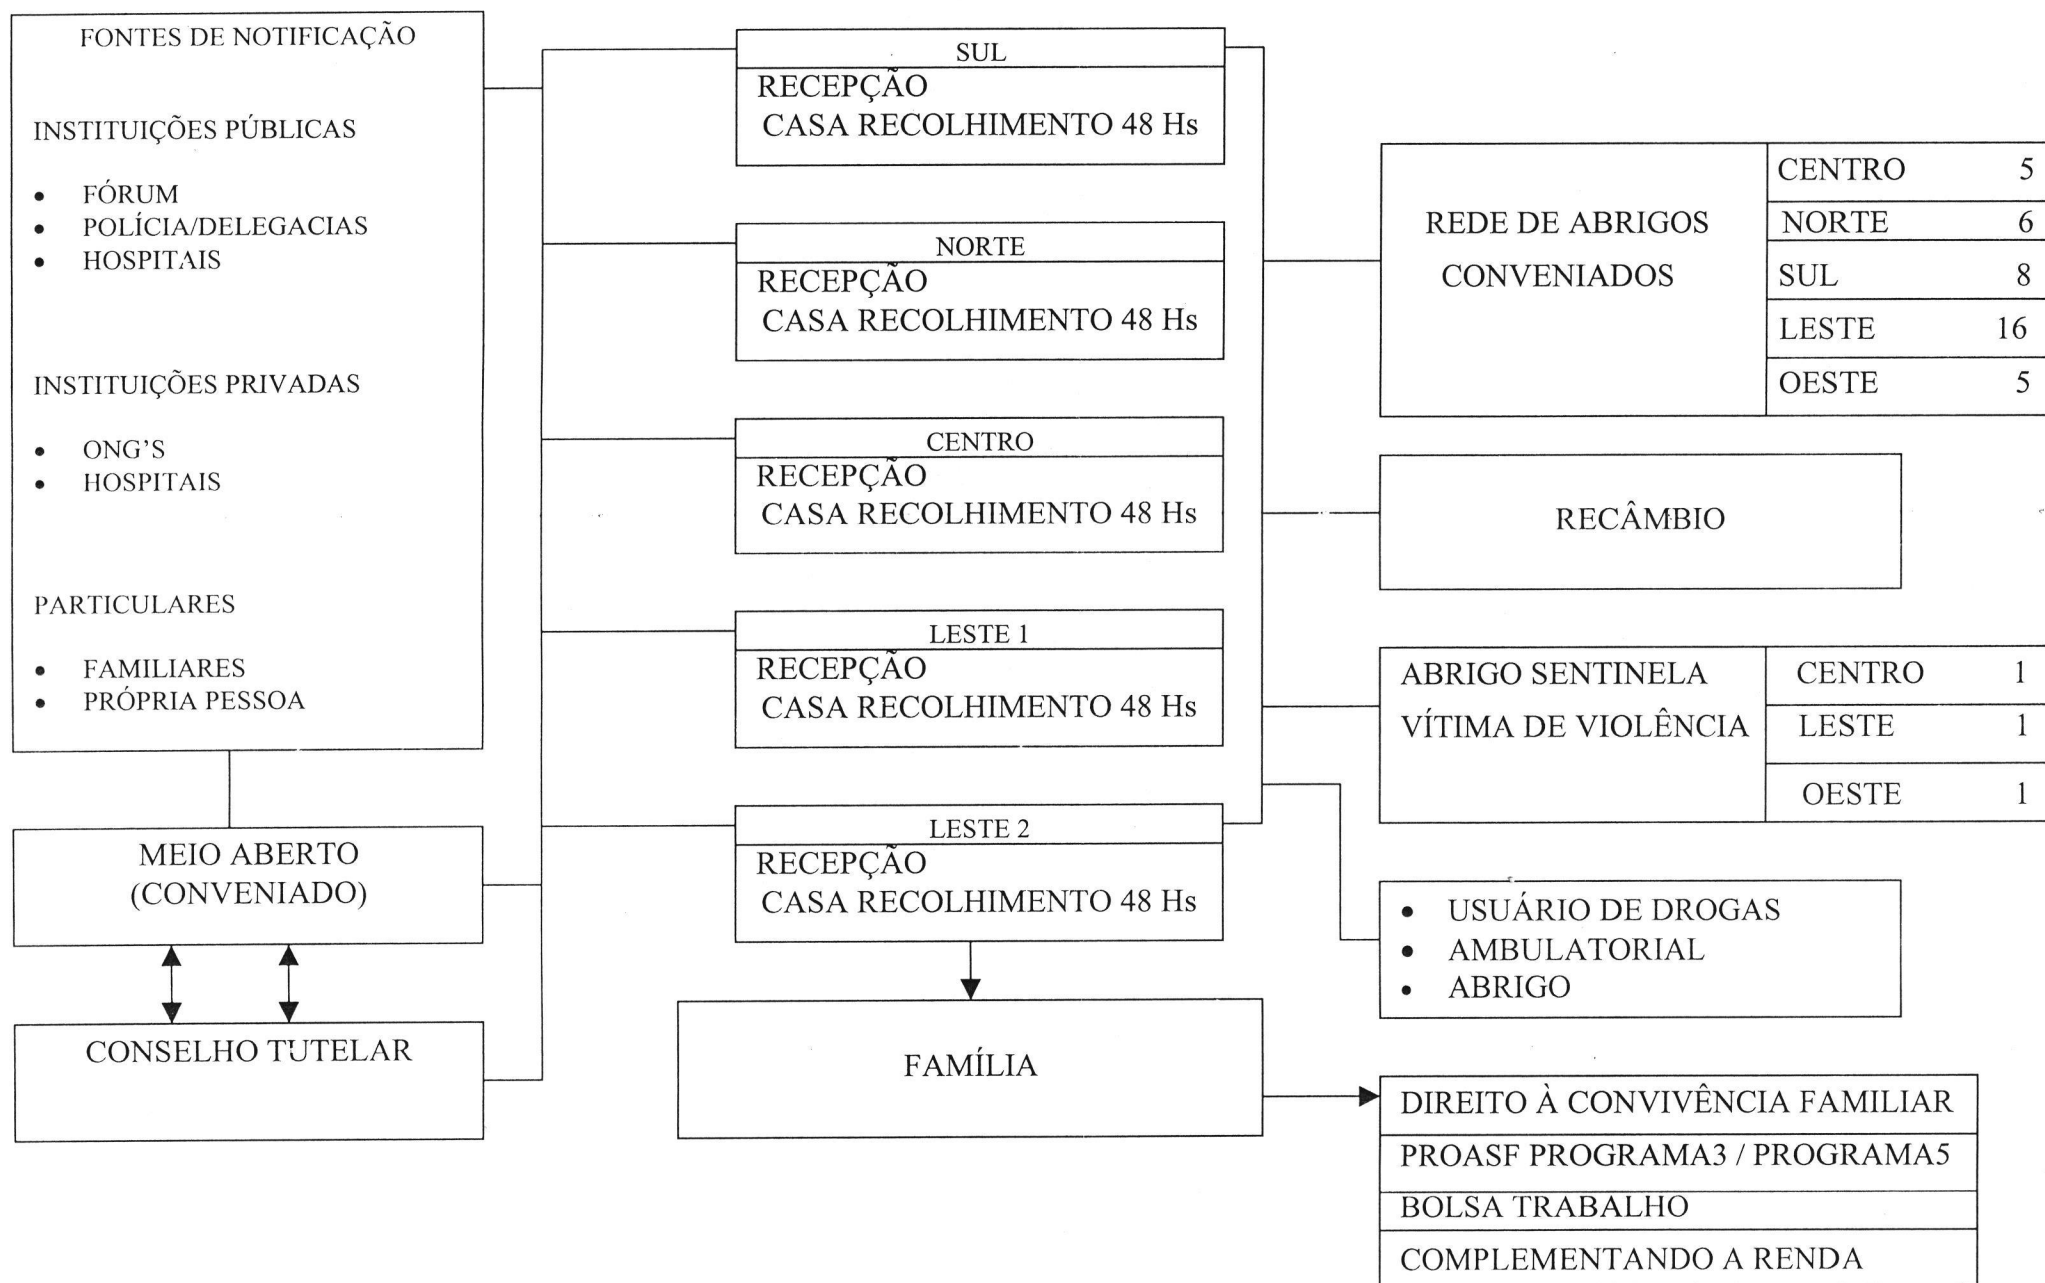 FONTES DE NOTIFICAÇÃO
INSTITUIÇÕES PÚBLICAS
• FÓRUM
• POLÍCIA/DELEGACIAS
• HOSPITAIS
INSTITUIÇÕES PRIVADAS
• ONG'S
• HOSPITAIS
PARTICULARES
• FAMILIARES
• PRÓPRIA PESSOA
MEIO ABERTO
(CONVENIADO)
CONSELHO TUTELAR
SUL
RECEPÇÃO
CASA RECOLHIMENTO 48 Hs
NORTE
RECEPÇÃO
CASA RECOLHIMENTO 48 Hs
CENTRO
RECEPÇÃO
CASA RECOLHIMENTO 48 Hs
LESTE 1
RECEPÇÃO
CASA RECOLHIMENTO 48 Hs
LESTE 2
RECEPÇÃO
CASA RECOLHIMENTO 48 Hs
FAMÍLIA
REDE DE ABRIGOS
CONVENIADOS
CENTRO 5
NORTE 6
SUL 8
LESTE 16
OESTE 5
RECÂMBIO
ABRIGO SENTINELA
VÍTIMA DE VIOLÊNCIA
CENTRO 1
LESTE 1
OESTE 1
• USUÁRIO DE DROGAS
• AMBULATORIAL
• ABRIGO
DIREITO À CONVIVÊNCIA FAMILIAR
PROASF PROGRAMA3 / PROGRAMA5
BOLSA TRABALHO
COMPLEMENTANDO A RENDA